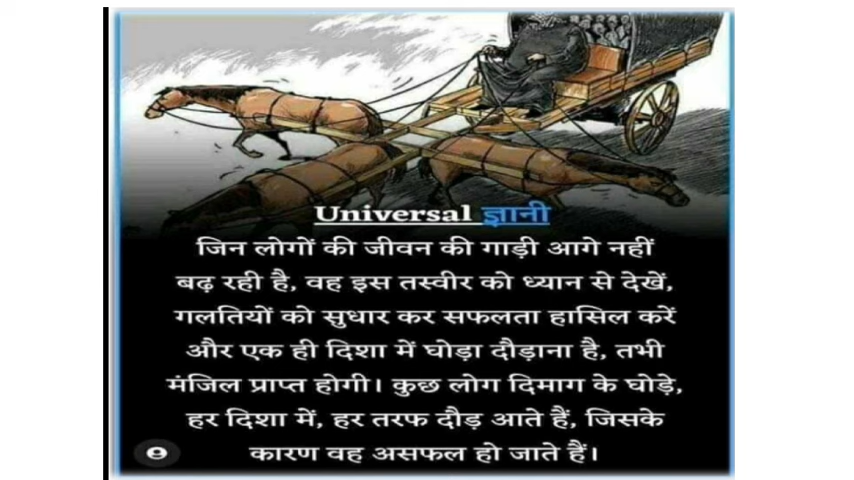 Universal ज्ञानी
जिन लोगों की जीवन की गाड़ी आगे नहीं
बढ़ रही है, वह इस तस्वीर को ध्यान से देखें,
गलतियों को सुधार कर सफलता हासिल करें
और एक ही दिशा में घोड़ा दौड़ाना है, तभी
मंजिल प्राप्त होगी। कुछ लोग दिमाग के घोड़े,
हर दिशा में, हर तरफ दौड़ आते हैं, जिसके
कारण वह असफल हो जाते हैं।